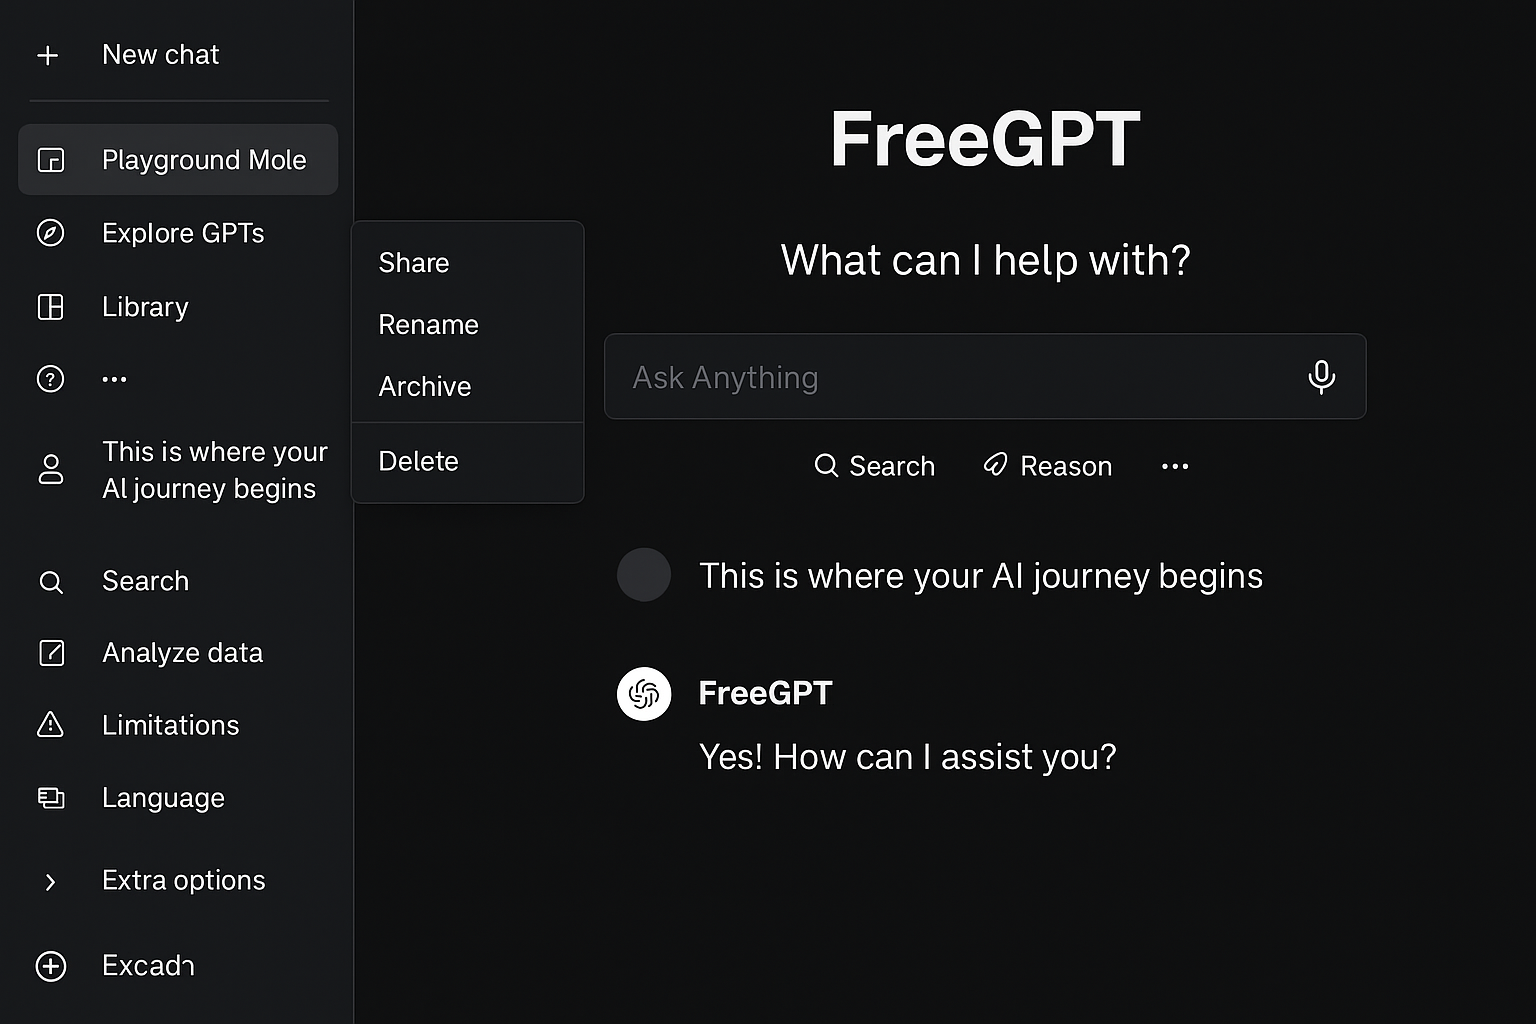 New chat
Playground Mole
Explore GPTs
Library
...
This is where your
AI journey begins
Search
Analyze data
Limitations
Language
Extra options
Share
Rename
Archive
Delete
FreeGPT
What can I help with?
Ask Anything
Search Reason ...
This is where your AI journey begins
FreeGPT
Yes! How can I assist you?